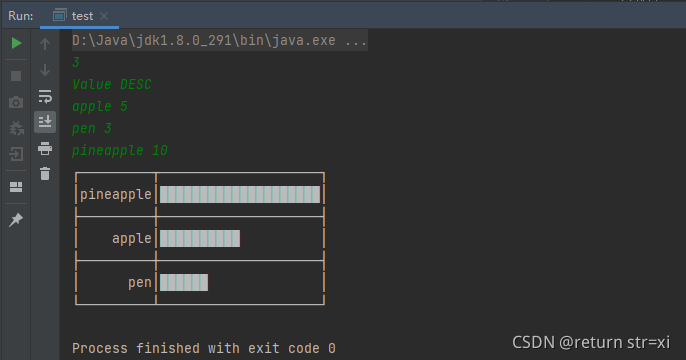 Run: test
D:\Java\jdk1.8.0_291\bin\java.exe ...
3
Value DESC
apple 5
pen 3
pineapple 10
pineapple
apple
pen
Process finished with exit code 0
CSDN @return str=xi